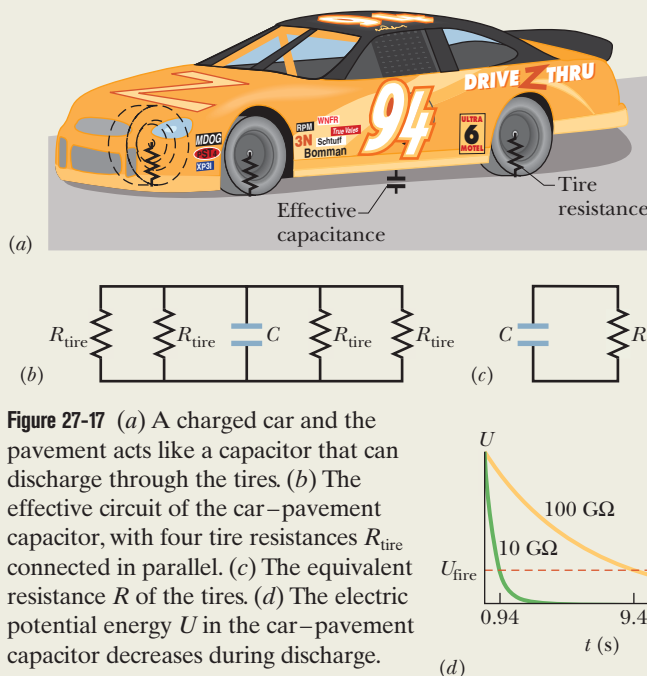 94
DRIVE Z THRU
94
RPM
WNFR
True Value
3N
Schtuff
Bomman
MDOG
PST4
XP3I
ULTRA
6
MOTEL
Effective
capacitance
Tire
resistance
(a)
R_tire R_tire C R_tire R_tire
(b)
C R
(c)
Figure 27-17 (a) A charged car and the
pavement acts like a capacitor that can
discharge through the tires. (b) The
effective circuit of the car–pavement
capacitor, with four tire resistances R_tire
connected in parallel. (c) The equivalent
resistance R of the tires. (d) The electric
potential energy U in the car–pavement
capacitor decreases during discharge.
U
100 GΩ
10 GΩ
U_fire
0.94 9.4
t (s)
(d)